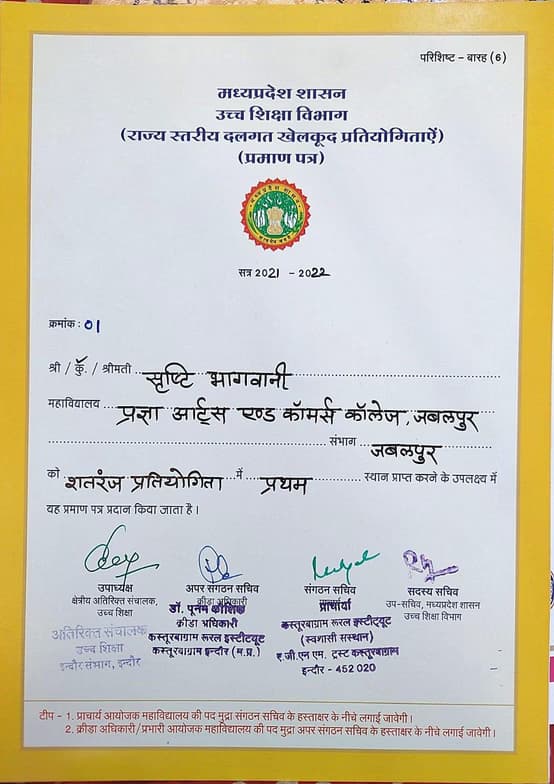 परिशिष्ट – बारह (6)
मध्यप्रदेश शासन
उच्च शिक्षा विभाग
(राज्य स्तरीय दलगत खेलकूद प्रतियोगिताऐं)
(प्रमाण पत्र)
सत्र 2021 - 2022
क्रमांक : 01
श्री / कु. / श्रीमती सृष्टि भागवानी
महाविद्यालय प्रज्ञा आर्ट्स एण्ड कॉमर्स कॉलेज, जबलपुर
संभाग जबलपुर
को शतरंज प्रतियोगिता में प्रथम स्थान प्राप्त करने के उपलक्ष्य में
यह प्रमाण पत्र प्रदान किया जाता है।
उपाध्यक्ष
क्षेत्रीय अतिरिक्त संचालक,
उच्च शिक्षा
अतिरिक्त संचालक
उच्च शिक्षा
इन्दौर संभाग, इन्दौर
अपर संगठन सचिव
क्रीड़ा अधिकारी
डॉ. पूनम कौशिक
क्रीडा अधिकारी
कस्तूरबाग्राम रूरल इस्टीट्यूट
कस्तूरबाग्राम इन्दौर (म.प्र.)
संगठन सचिव
प्राचार्या
कस्तूरबाग्राम रूरल इंस्टीट्यूट
(स्वशासी संस्थान)
इन्दौर - 452 020
सदस्य सचिव
उप-सचिव, मध्यप्रदेश शासन
उच्च शिक्षा विभाग
टीप – 1. प्राचार्य आयोजक महाविद्यालय की पद मुद्रा संगठन सचिव के हस्ताक्षर के नीचे लगाई जावेगी।
2. क्रीड़ा अधिकारी/प्रभारी आयोजक महाविद्यालय की पद मुद्रा अपर संगठन सचिव के हस्ताक्षर के नीचे लगाई जावेगी।